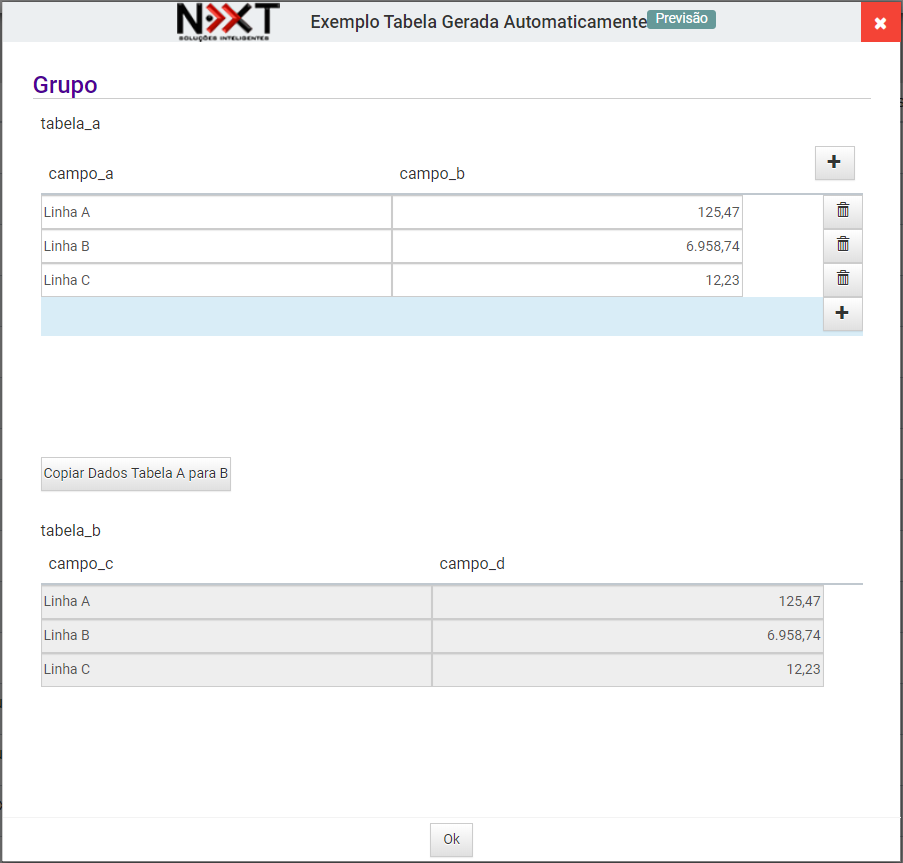 NEXT
SOLUÇÕES INTELIGENTES
Exemplo Tabela Gerada Automaticamente Previsão
Grupo
tabela_a
campo_a campo_b
Linha A 125,47
Linha B 6.958,74
Linha C 12,23
Copiar Dados Tabela A para B
tabela_b
campo_c campo_d
Linha A 125,47
Linha B 6.958,74
Linha C 12,23
Ok